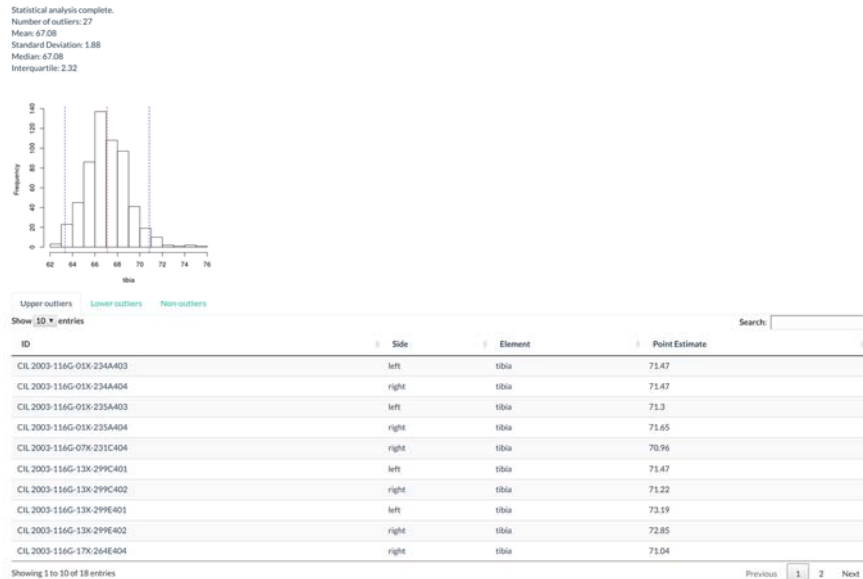 Statistical analysis complete.
Number of outliers: 27
Mean: 67.08
Standard Deviation: 1.88
Median: 67.08
Interquartile: 2.32
140
120
100
80
60
40
20
0
Frequency
62 64 66 68 70 72 74 76
tibia
Upper outliers Lower outliers Non-outliers
Show 10 entries Search:
ID Side Element Point Estimate
CIL 2003-116G-01X-234A403 left tibia 71.47
CIL 2003-116G-01X-234A404 right tibia 71.47
CIL 2003-116G-01X-235A403 left tibia 71.3
CIL 2003-116G-01X-235A404 right tibia 71.65
CIL 2003-116G-07X-231C404 right tibia 70.96
CIL 2003-116G-13X-299C401 left tibia 71.47
CIL 2003-116G-13X-299C402 right tibia 71.22
CIL 2003-116G-13X-299E401 left tibia 73.19
CIL 2003-116G-13X-299E402 right tibia 72.85
CIL 2003-116G-17X-264E404 right tibia 71.04
Showing 1 to 10 of 18 entries Previous 1 2 Next